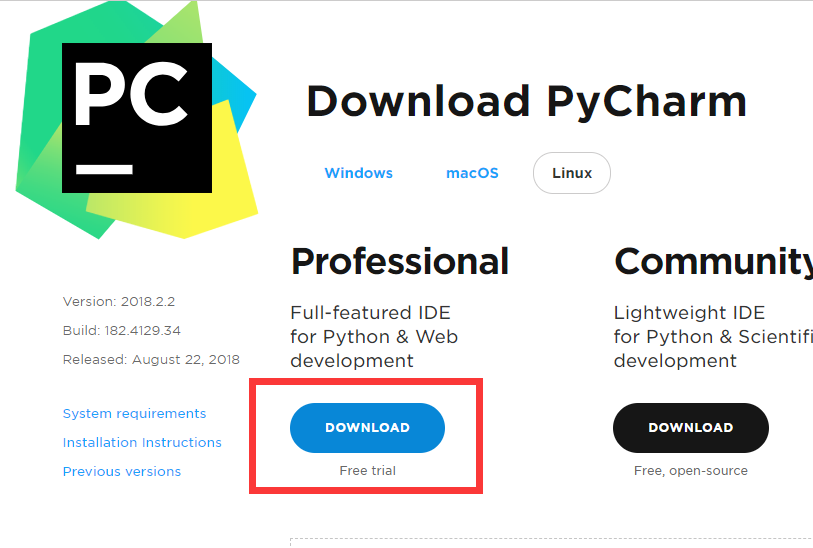 PC
Download PyCharm
Windows
macOS
Linux
Version: 2018.2.2
Build: 182.4129.34
Released: August 22, 2018
System requirements
Installation Instructions
Previous versions
Professional
Full-featured IDE
for Python & Web
development
DOWNLOAD
Free trial
Community
Lightweight IDE
for Python & Scientifi
development
DOWNLOAD
Free, open-source